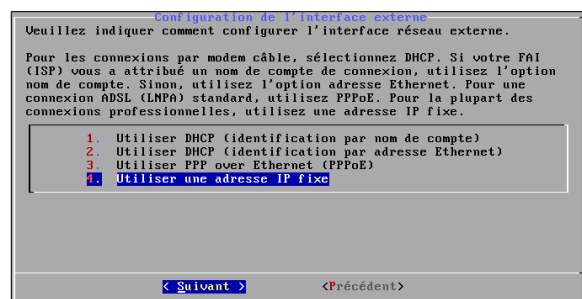 Configuration de l'interface externe
Veuillez indiquer comment configurer l'interface réseau externe.
Pour les connexions par modem câble, sélectionnez DHCP. Si votre FAI
(ISP) vous a attribué un nom de compte de connexion, utilisez l'option
nom de compte. Sinon, utilisez l'option adresse Ethernet. Pour une
connexion ADSL (LMPA) standard, utilisez PPPoE. Pour la plupart des
connexions professionnelles, utilisez une adresse IP fixe.
1. Utiliser DHCP (identification par nom de compte)
2. Utiliser DHCP (identification par adresse Ethernet)
3. Utiliser PPP over Ethernet (PPPoE)
4. Utiliser une adresse IP fixe
< Suivant > <Précédent>